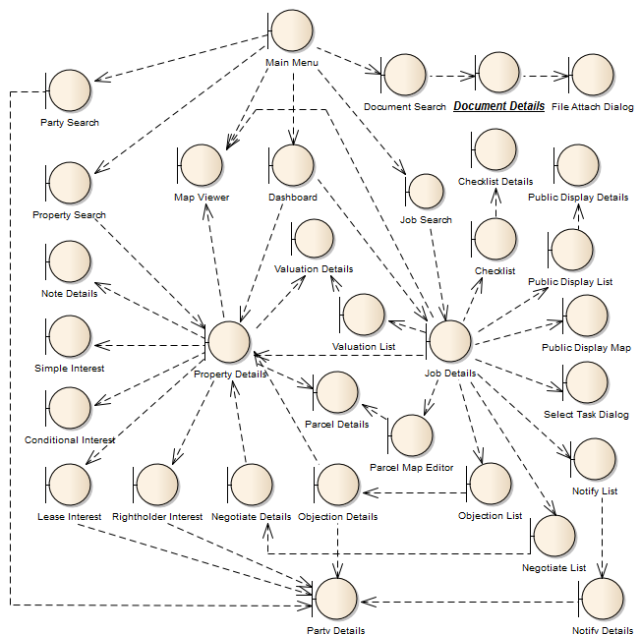 Main Menu
Party Search
Document Search
Document Details
File Attach Dialog
Property Search
Map Viewer
Dashboard
Job Search
Checklist Details
Public Display Details
Note Details
Valuation Details
Checklist
Public Display List
Simple Interest
Property Details
Valuation List
Job Details
Public Display Map
Conditional Interest
Parcel Details
Parcel Map Editor
Select Task Dialog
Lease Interest
Rightholder Interest
Negotiate Details
Objection Details
Objection List
Notify List
Negotiate List
Party Details
Notify Details